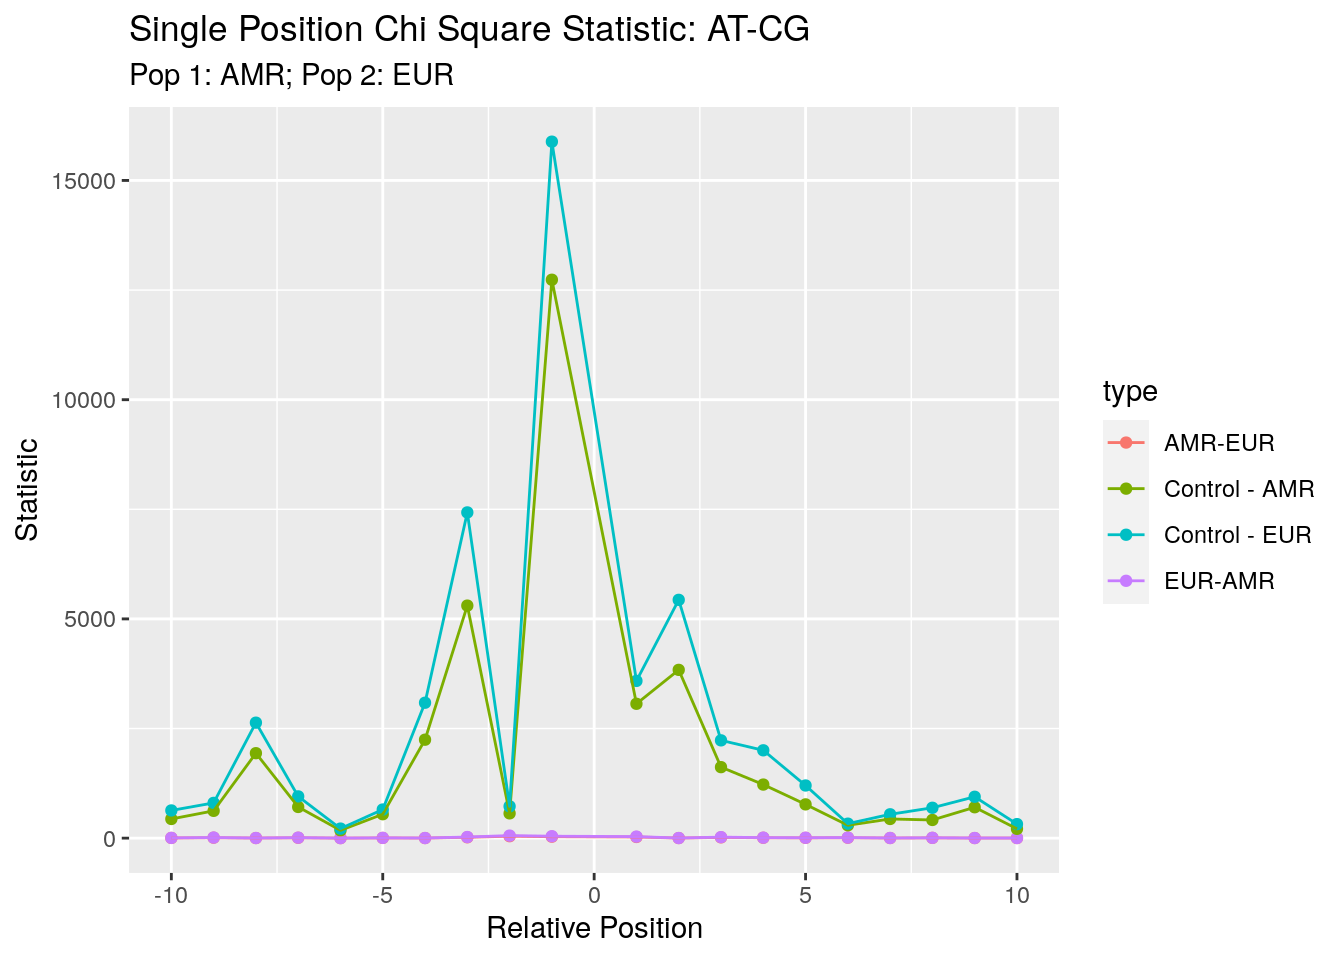 Single Position Chi Square Statistic: AT-CG
Pop 1: AMR; Pop 2: EUR
Statistic
15000
10000
5000
0
-10 -5 0 5 10
Relative Position
type
AMR-EUR
Control - AMR
Control - EUR
EUR-AMR